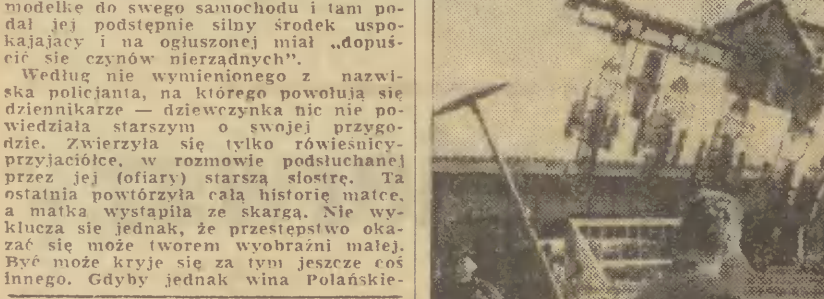 modelkę do swego samochodu i tam po-
dał jej podstępnie silny środek uspo-
kajajacy i na ogłuszonej miał „dopuś-
cić sie czynów nierządnych”.
Według nie wymienionego z nazwi-
ska policjanta, na którego powołują się
dziennikarze — dziewczynka nic nie po-
wiedziała starszym o swojej przygo-
dzie. Zwierzyła się tylko rówieśnicy-
przyjaciółce, w rozmowie podsłuchanej
przez jej (ofiary) starszą siostrę. Ta
ostatnia powtórzyła całą historię matce,
a matka wystąpiła ze skargą. Nie wy-
klucza sie jednak, że przestępstwo oka-
zać się może tworem wyobraźni małej.
Być może kryje się za tym jeszcze coś
innego. Gdyby jednak wina Polańskie-